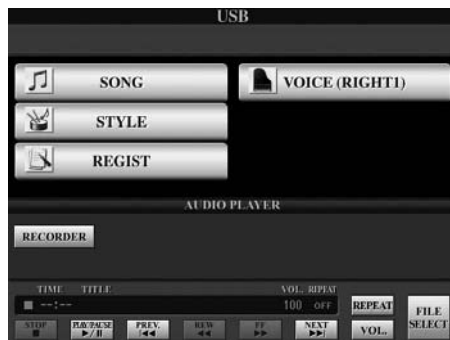 USB
SONG
VOICE (RIGHT1)
STYLE
REGIST
AUDIO PLAYER
RECORDER
TIME TITLE VOL. REPEAT
--:-- 100 OFF
REPEAT
FILE SELECT
STOP PLAY/PAUSE PREV. REW FF NEXT
VOL.